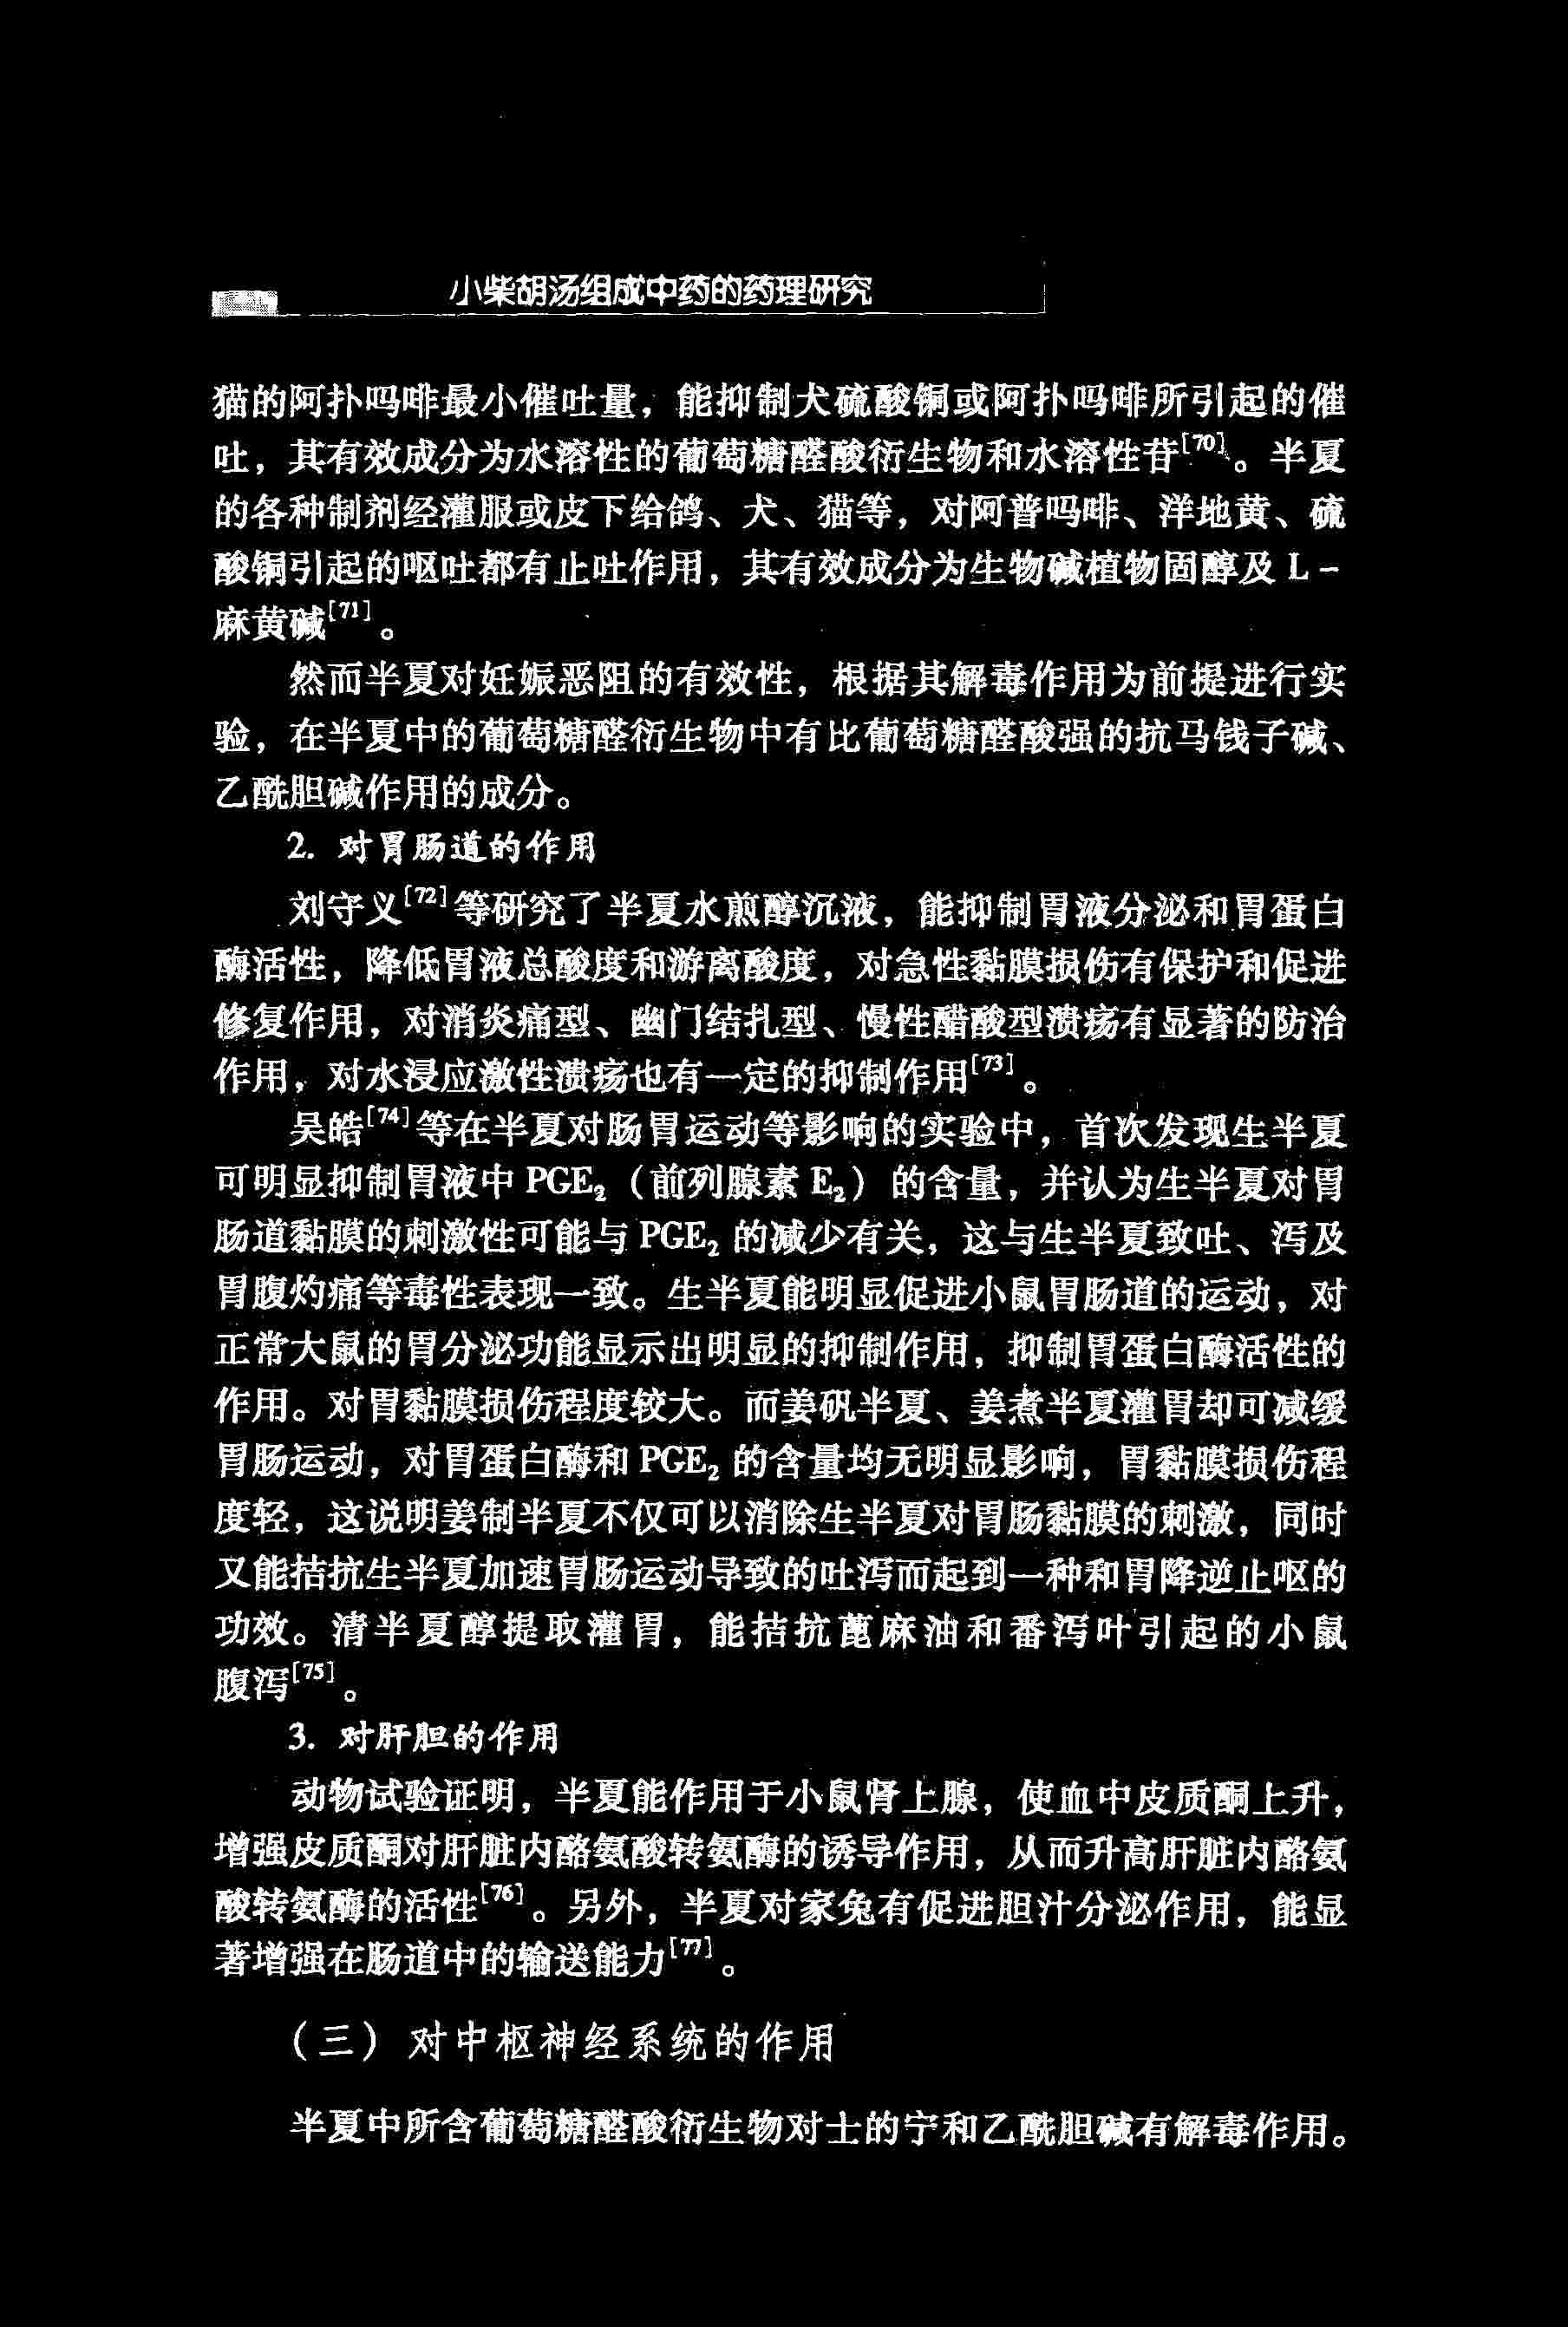 小柴胡汤组成中药的药理研究
猫的阿扑吗啡最小催吐量，能抑制犬硫酸铜或阿扑吗啡所引起的催
吐，其有效成分为水溶性的葡萄糖醛酸衍生物和水溶性苷[70]。半夏
的各种制剂经灌服或皮下给鸽、犬、猫等，对阿普吗啡、洋地黄、硫
酸铜引起的呕吐都有止吐作用，其有效成分为生物碱植物固醇及 L－
麻黄碱[71]。
然而半夏对妊娠恶阻的有效性，根据其解毒作用为前提进行实
验，在半夏中的葡萄糖醛衍生物中有比葡萄糖醛酸强的抗马钱子碱、
乙酰胆碱作用的成分。
2. 对胃肠道的作用
刘守义[72]等研究了半夏水煎醇沉液，能抑制胃液分泌和胃蛋白
酶活性，降低胃液总酸度和游离酸度，对急性黏膜损伤有保护和促进
修复作用，对消炎痛型、幽门结扎型、慢性醋酸型溃疡有显著的防治
作用，对水浸应激性溃疡也有一定的抑制作用[73]。
吴皓[74]等在半夏对肠胃运动等影响的实验中，首次发现生半夏
可明显抑制胃液中 PGE₂（前列腺素 E₂）的含量，并认为生半夏对胃
肠道黏膜的刺激性可能与 PGE₂ 的减少有关，这与生半夏致吐、泻及
胃腹灼痛等毒性表现一致。生半夏能明显促进小鼠胃肠道的运动，对
正常大鼠的胃分泌功能显示出明显的抑制作用，抑制胃蛋白酶活性的
作用。对胃黏膜损伤程度较大。而姜矾半夏、姜煮半夏灌胃却可减缓
胃肠运动，对胃蛋白酶和 PGE₂ 的含量均无明显影响，胃黏膜损伤程
度轻，这说明姜制半夏不仅可以消除生半夏对胃肠黏膜的刺激，同时
又能拮抗生半夏加速胃肠运动导致的吐泻而起到一种和胃降逆止呕的
功效。清半夏醇提取灌胃，能拮抗蓖麻油和番泻叶引起的小鼠
腹泻[75]。
3. 对肝胆的作用
动物试验证明，半夏能作用于小鼠肾上腺，使血中皮质酮上升，
增强皮质酮对肝脏内酪氨酸转氨酶的诱导作用，从而升高肝脏内酪氨
酸转氨酶的活性[76]。另外，半夏对家兔有促进胆汁分泌作用，能显
著增强在肠道中的输送能力[77]。
（三）对中枢神经系统的作用
半夏中所含葡萄糖醛酸衍生物对士的宁和乙酰胆碱有解毒作用。